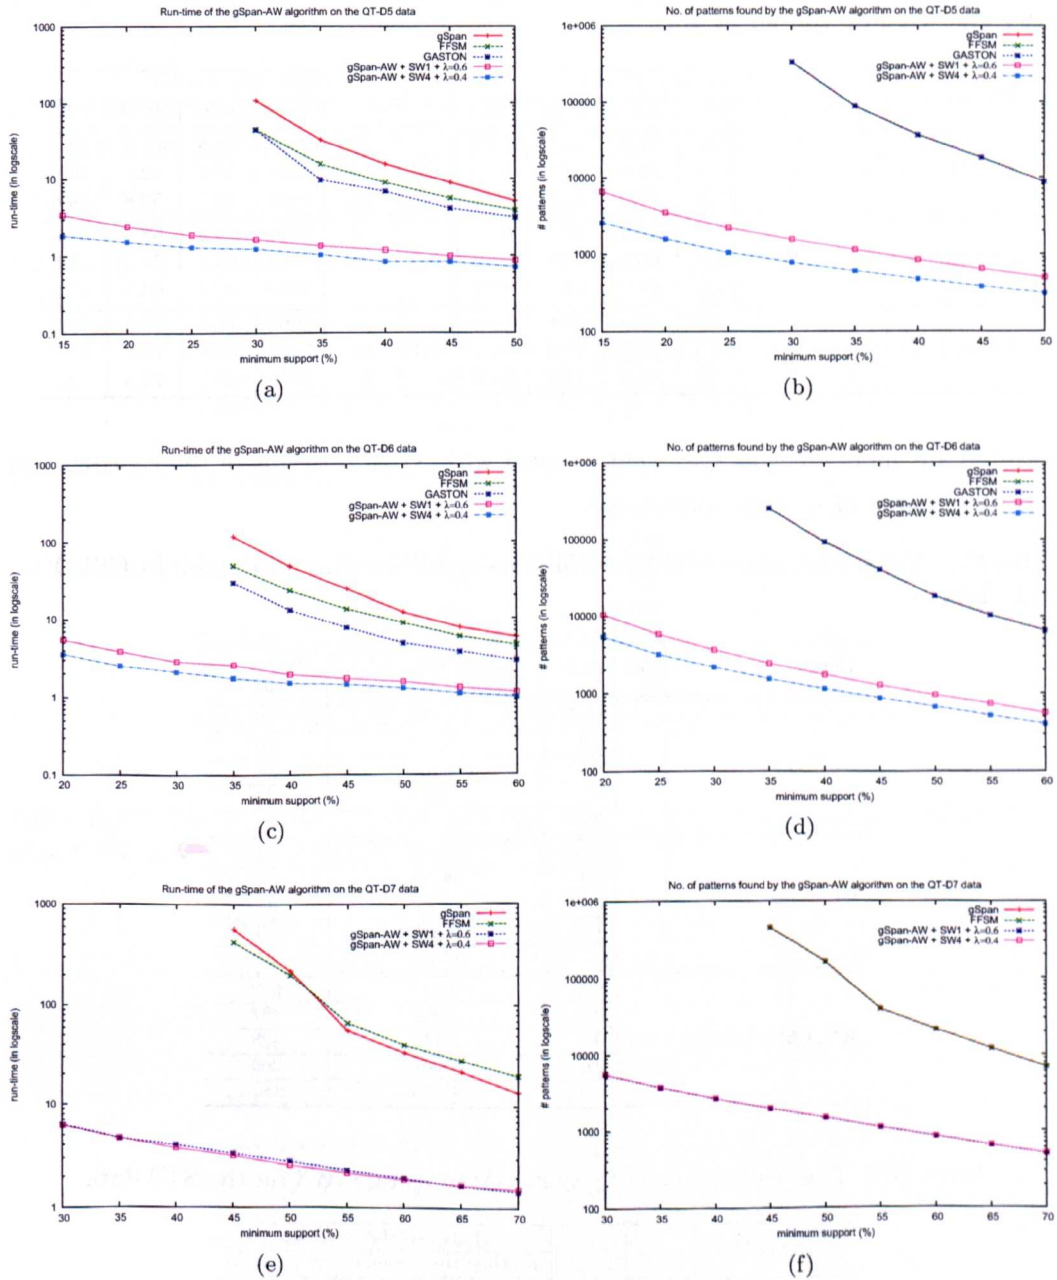 Run-time of the gSpan-AW algorithm on the QT-D5 data
1000
100
10
1
0.1
run-time (in logscale)
gSpan
FFSM
GASTON
gSpan-AW + SW1 + λ=0.6
gSpan-AW + SW4 + λ=0.4
15 20 25 30 35 40 45 50
minimum support (%)
(a)
No. of patterns found by the gSpan-AW algorithm on the QT-D5 data
1e+006
100000
10000
1000
100
# patterns (in logscale)
gSpan
FFSM
GASTON
gSpan-AW + SW1 + λ=0.6
gSpan-AW + SW4 + λ=0.4
15 20 25 30 35 40 45 50
minimum support (%)
(b)
Run-time of the gSpan-AW algorithm on the QT-D6 data
1000
100
10
1
0.1
run-time (in logscale)
gSpan
FFSM
GASTON
gSpan-AW + SW1 + λ=0.6
gSpan-AW + SW4 + λ=0.4
20 25 30 35 40 45 50 55 60
minimum support (%)
(c)
No. of patterns found by the gSpan-AW algorithm on the QT-D6 data
1e+006
100000
10000
1000
100
# patterns (in logscale)
gSpan
FFSM
GASTON
gSpan-AW + SW1 + λ=0.6
gSpan-AW + SW4 + λ=0.4
20 25 30 35 40 45 50 55 60
minimum support (%)
(d)
Run-time of the gSpan-AW algorithm on the QT-D7 data
1000
100
10
1
run-time (in logscale)
gSpan
FFSM
gSpan-AW + SW1 + λ=0.6
gSpan-AW + SW4 + λ=0.4
30 35 40 45 50 55 60 65 70
minimum support (%)
(e)
No. of patterns found by the gSpan-AW algorithm on the QT-D7 data
1e+006
100000
10000
1000
100
# patterns (in logscale)
gSpan
FFSM
gSpan-AW + SW1 + λ=0.6
gSpan-AW + SW4 + λ=0.4
30 35 40 45 50 55 60 65 70
minimum support (%)
(f)